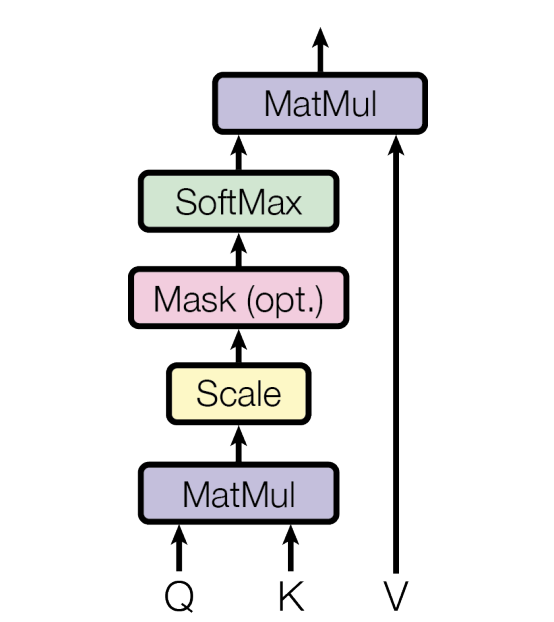 MatMul
SoftMax
Mask (opt.)
Scale
MatMul
Q K V